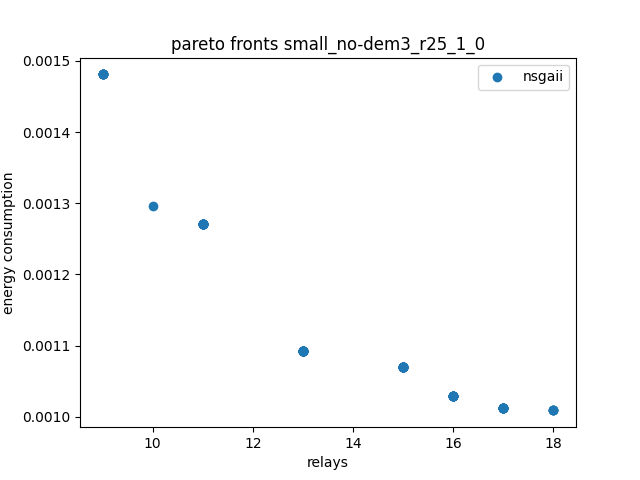 pareto fronts small_no-dem3_r25_1_0
nsgaii
0.0015
0.0014
0.0013
0.0012
0.0011
0.0010
energy consumption
10 12 14 16 18
relays